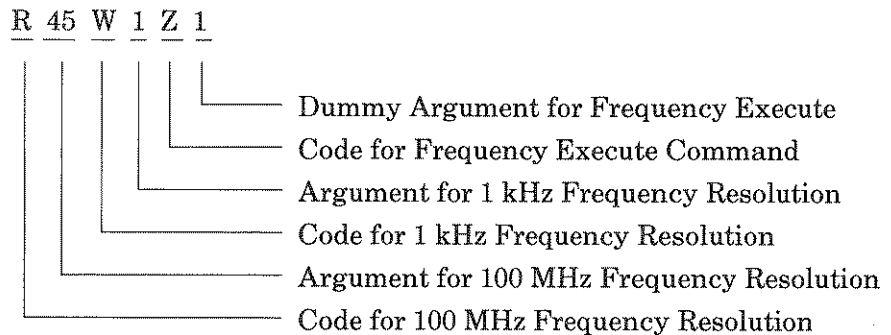 R 45 W 1 Z 1
Dummy Argument for Frequency Execute
Code for Frequency Execute Command
Argument for 1 kHz Frequency Resolution
Code for 1 kHz Frequency Resolution
Argument for 100 MHz Frequency Resolution
Code for 100 MHz Frequency Resolution